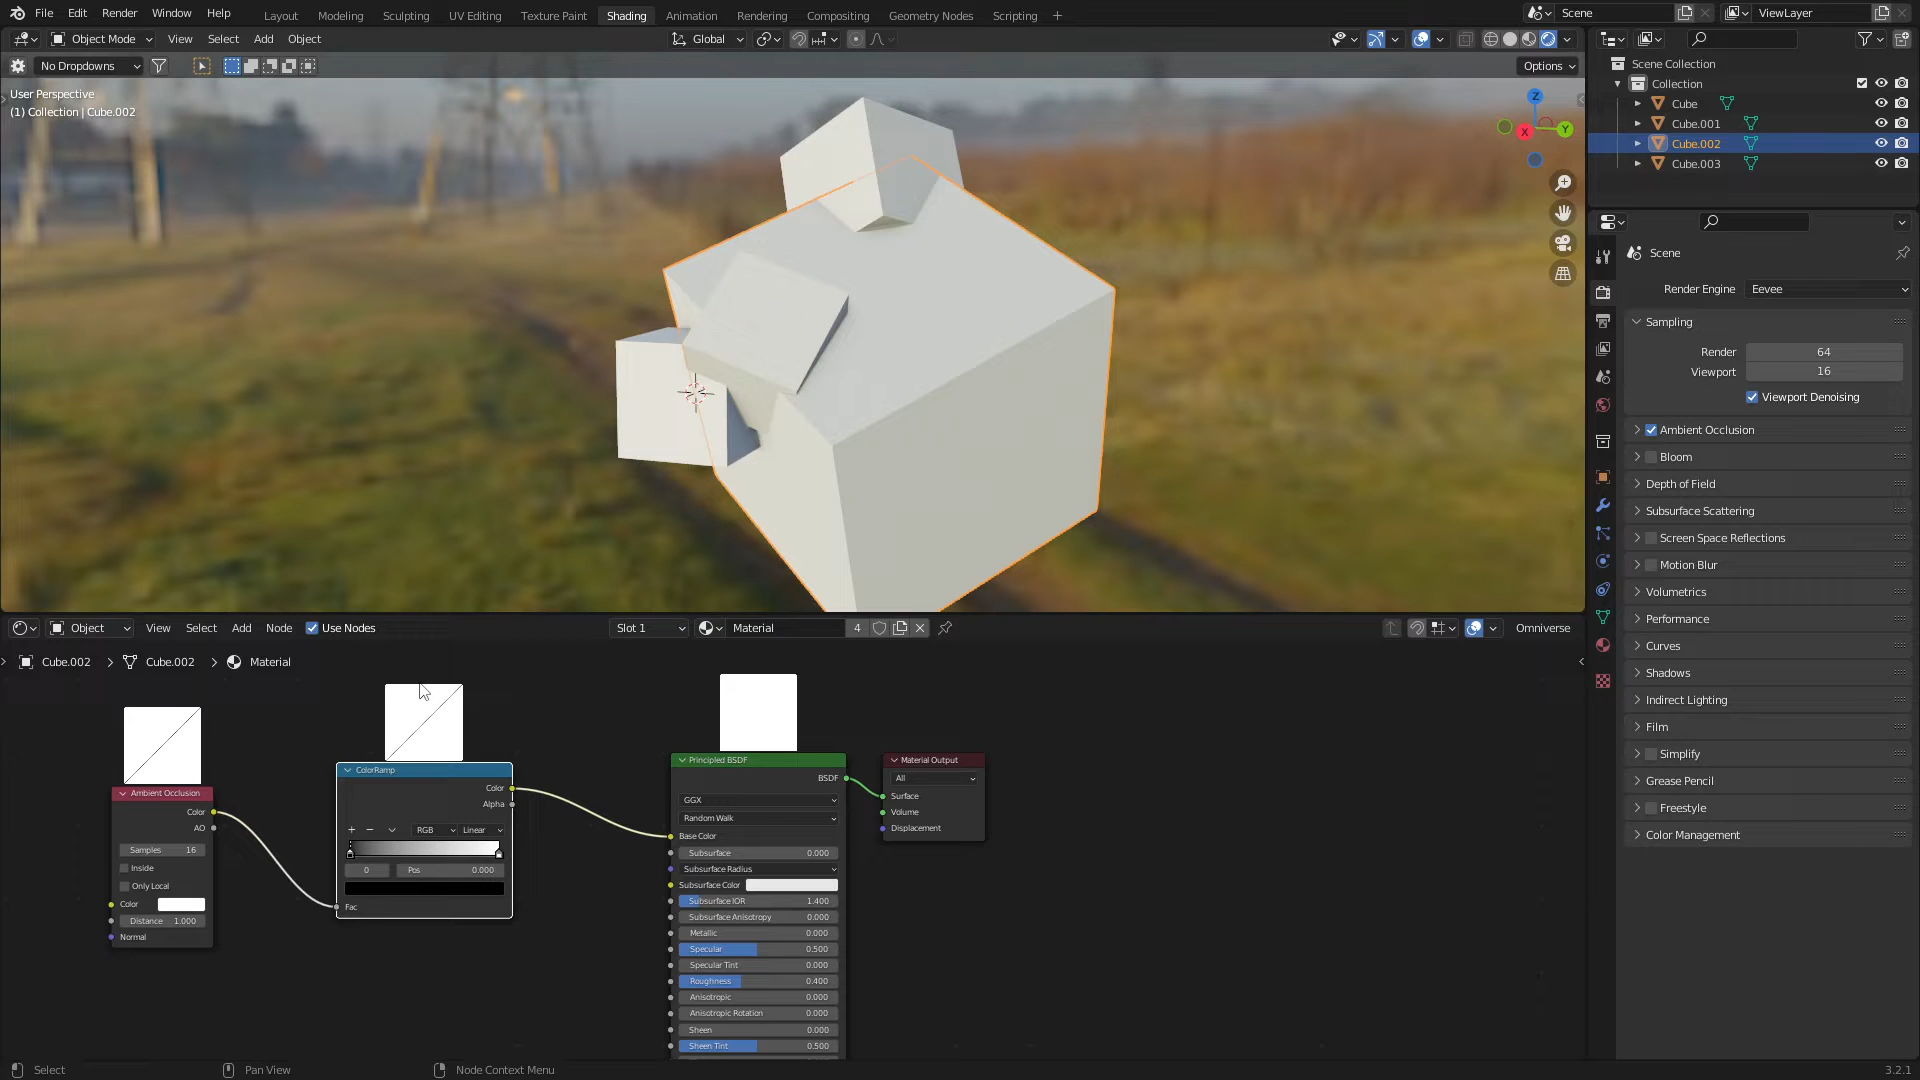 File Edit Render Window Help
Layout Modeling Sculpting UV Editing Texture Paint Shading Animation Rendering Compositing Geometry Nodes Scripting +
Scene
ViewLayer
Object Mode View Select Add Object
Global
No Dropdowns
Options
User Perspective
(1) Collection | Cube.002
Z
X
Y
Scene Collection
Collection
Cube
Cube.001
Cube.002
Cube.003
Scene
Render Engine Eevee
Sampling
Render 64
Viewport 16
Viewport Denoising
Ambient Occlusion
Bloom
Depth of Field
Subsurface Scattering
Screen Space Reflections
Motion Blur
Volumetrics
Performance
Curves
Shadows
Indirect Lighting
Film
Simplify
Grease Pencil
Freestyle
Color Management
Object View Select Add Node Use Nodes
Slot 1
Material 4
Omniverse
Cube.002 > Cube.002 > Material
Ambient Occlusion
Color
AO
Samples 16
Inside
Only Local
Color
Distance 1.000
Normal
ColorRamp
Color
Alpha
+ − RGB Linear
0 Pos 0.000
Fac
Principled BSDF
BSDF
GGX
Random Walk
Base Color
Subsurface 0.000
Subsurface Radius
Subsurface Color
Subsurface IOR 1.400
Subsurface Anisotropy 0.000
Metallic 0.000
Specular 0.500
Specular Tint 0.000
Roughness 0.400
Anisotropic 0.000
Anisotropic Rotation 0.000
Sheen 0.000
Sheen Tint 0.500
Material Output
All
Surface
Volume
Displacement
Select
Pan View
Node Context Menu
3.2.1